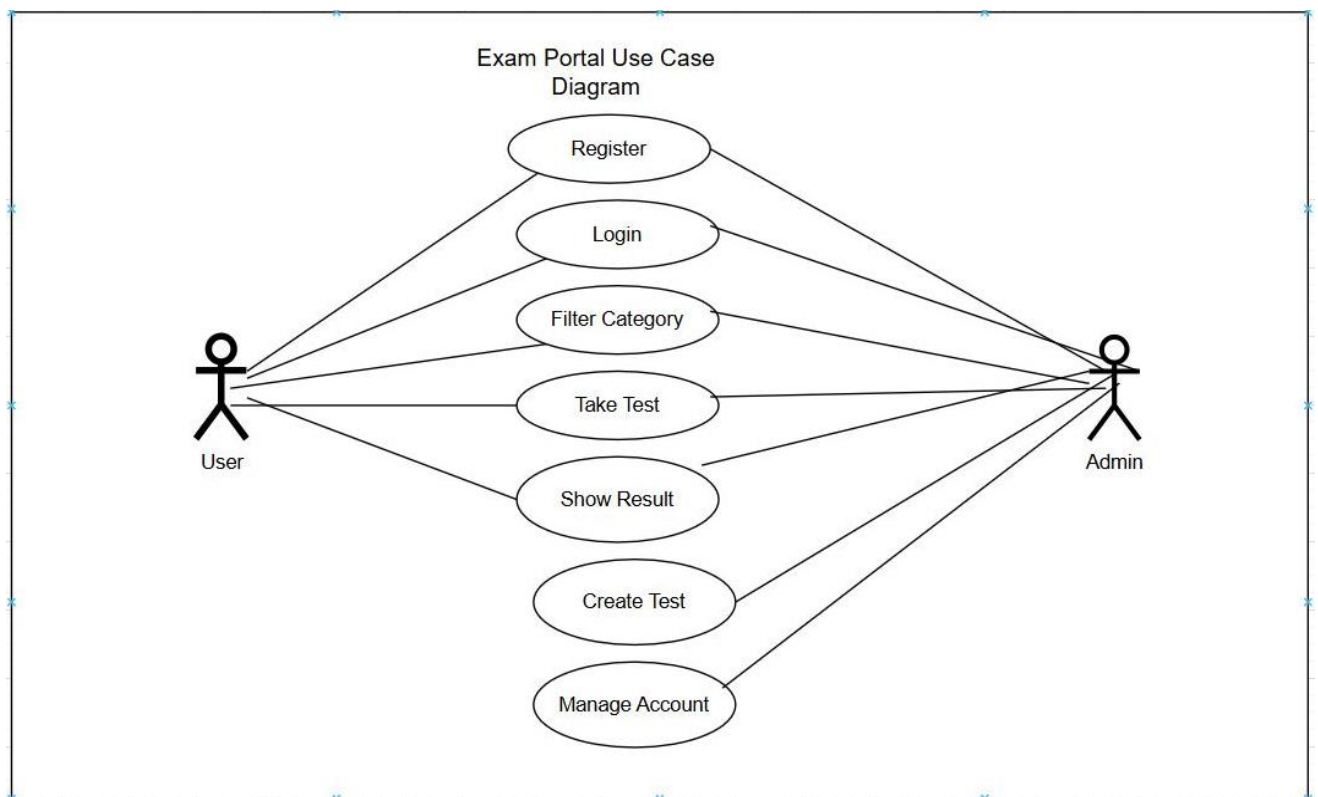 Exam Portal Use Case
Diagram
Register
Login
Filter Category
Take Test
User
Admin
Show Result
Create Test
Manage Account